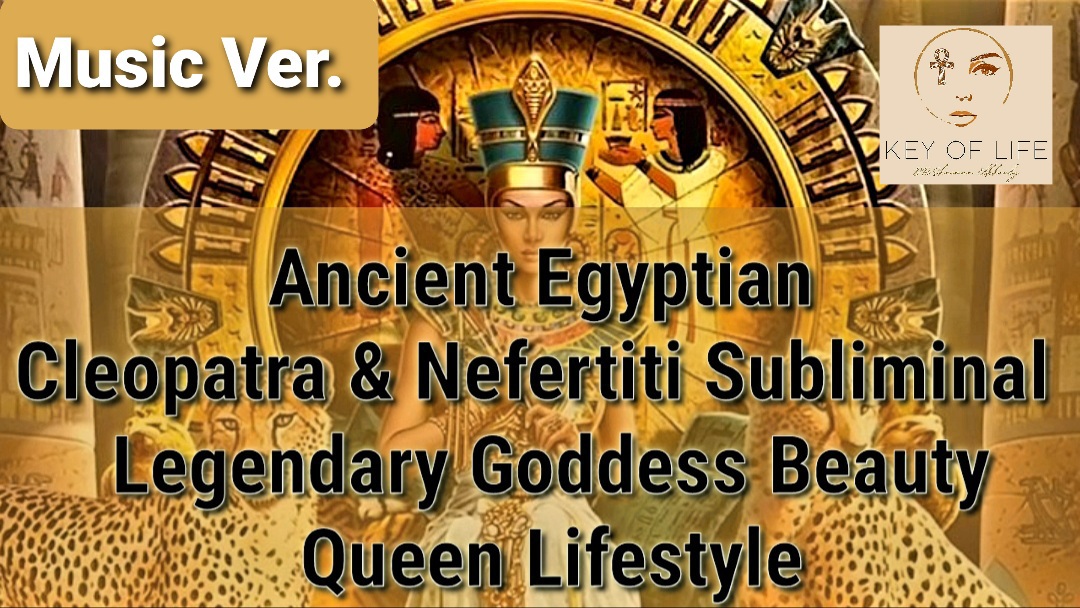 Music Ver.
KEY OF LIFE
Ancient Egyptian
Cleopatra & Nefertiti Subliminal
Legendary Goddess Beauty
Queen Lifestyle